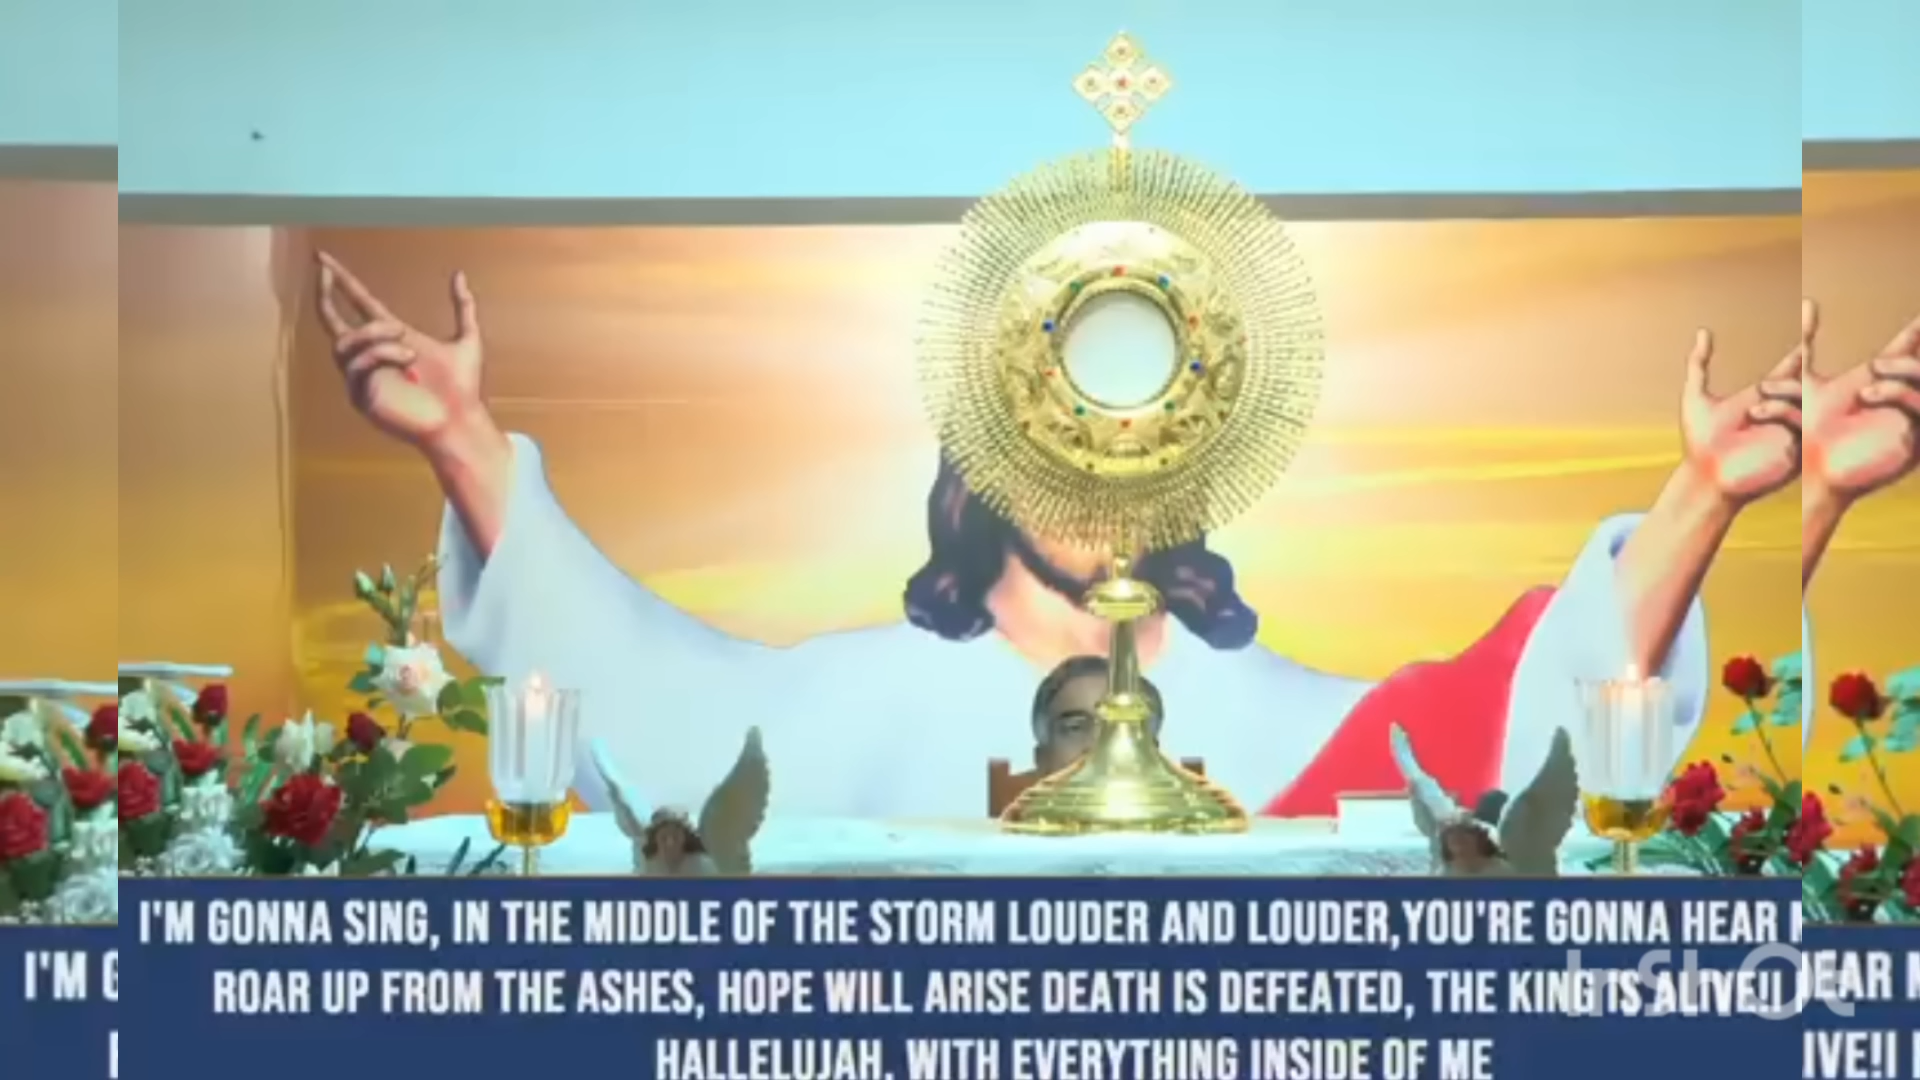 I'M GONNA SING, IN THE MIDDLE OF THE STORM LOUDER AND LOUDER,YOU'RE GONNA HEAR
ROAR UP FROM THE ASHES, HOPE WILL ARISE DEATH IS DEFEATED, THE KING IS ALIVE!I
HALLELUJAH, WITH EVERYTHING INSIDE OF ME
InShOt